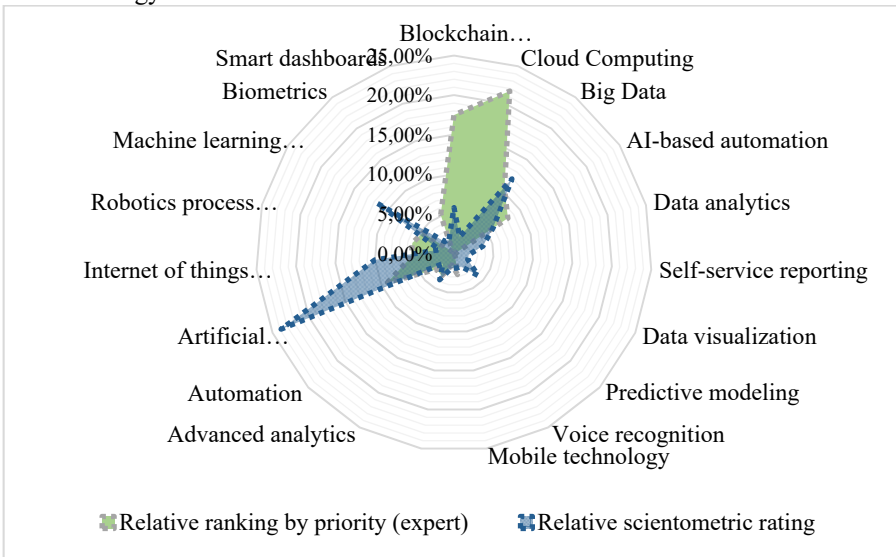 Blockchain…
Smart dashboards
25,00%
Cloud Computing
Biometrics
20,00%
Big Data
Machine learning…
15,00%
AI-based automation
10,00%
Robotics process…
5,00%
Data analytics
0,00%
Internet of things…
Self-service reporting
Artificial…
Data visualization
Automation
Predictive modeling
Advanced analytics
Voice recognition
Mobile technology
Relative ranking by priority (expert)
Relative scientometric rating